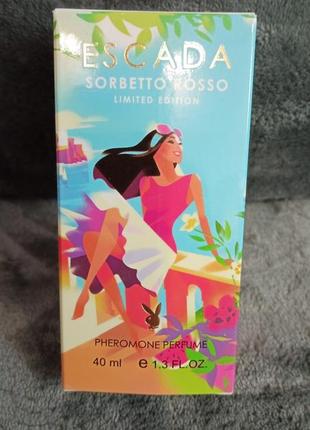 ESCADA
SORBETTO ROSSO
LIMITED EDITION
PHEROMONE PERFUME
40 ml e 1.3 FL.OZ.